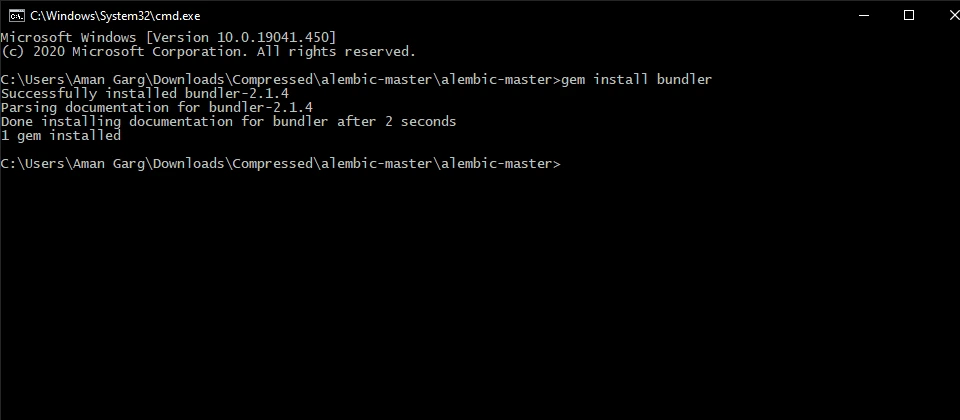 C:\Windows\System32\cmd.exe
Microsoft Windows [Version 10.0.19041.450]
(c) 2020 Microsoft Corporation. All rights reserved.
C:\Users\Aman Garg\Downloads\Compressed\alembic-master\alembic-master>gem install bundler
Successfully installed bundler-2.1.4
Parsing documentation for bundler-2.1.4
Done installing documentation for bundler after 2 seconds
1 gem installed
C:\Users\Aman Garg\Downloads\Compressed\alembic-master\alembic-master>